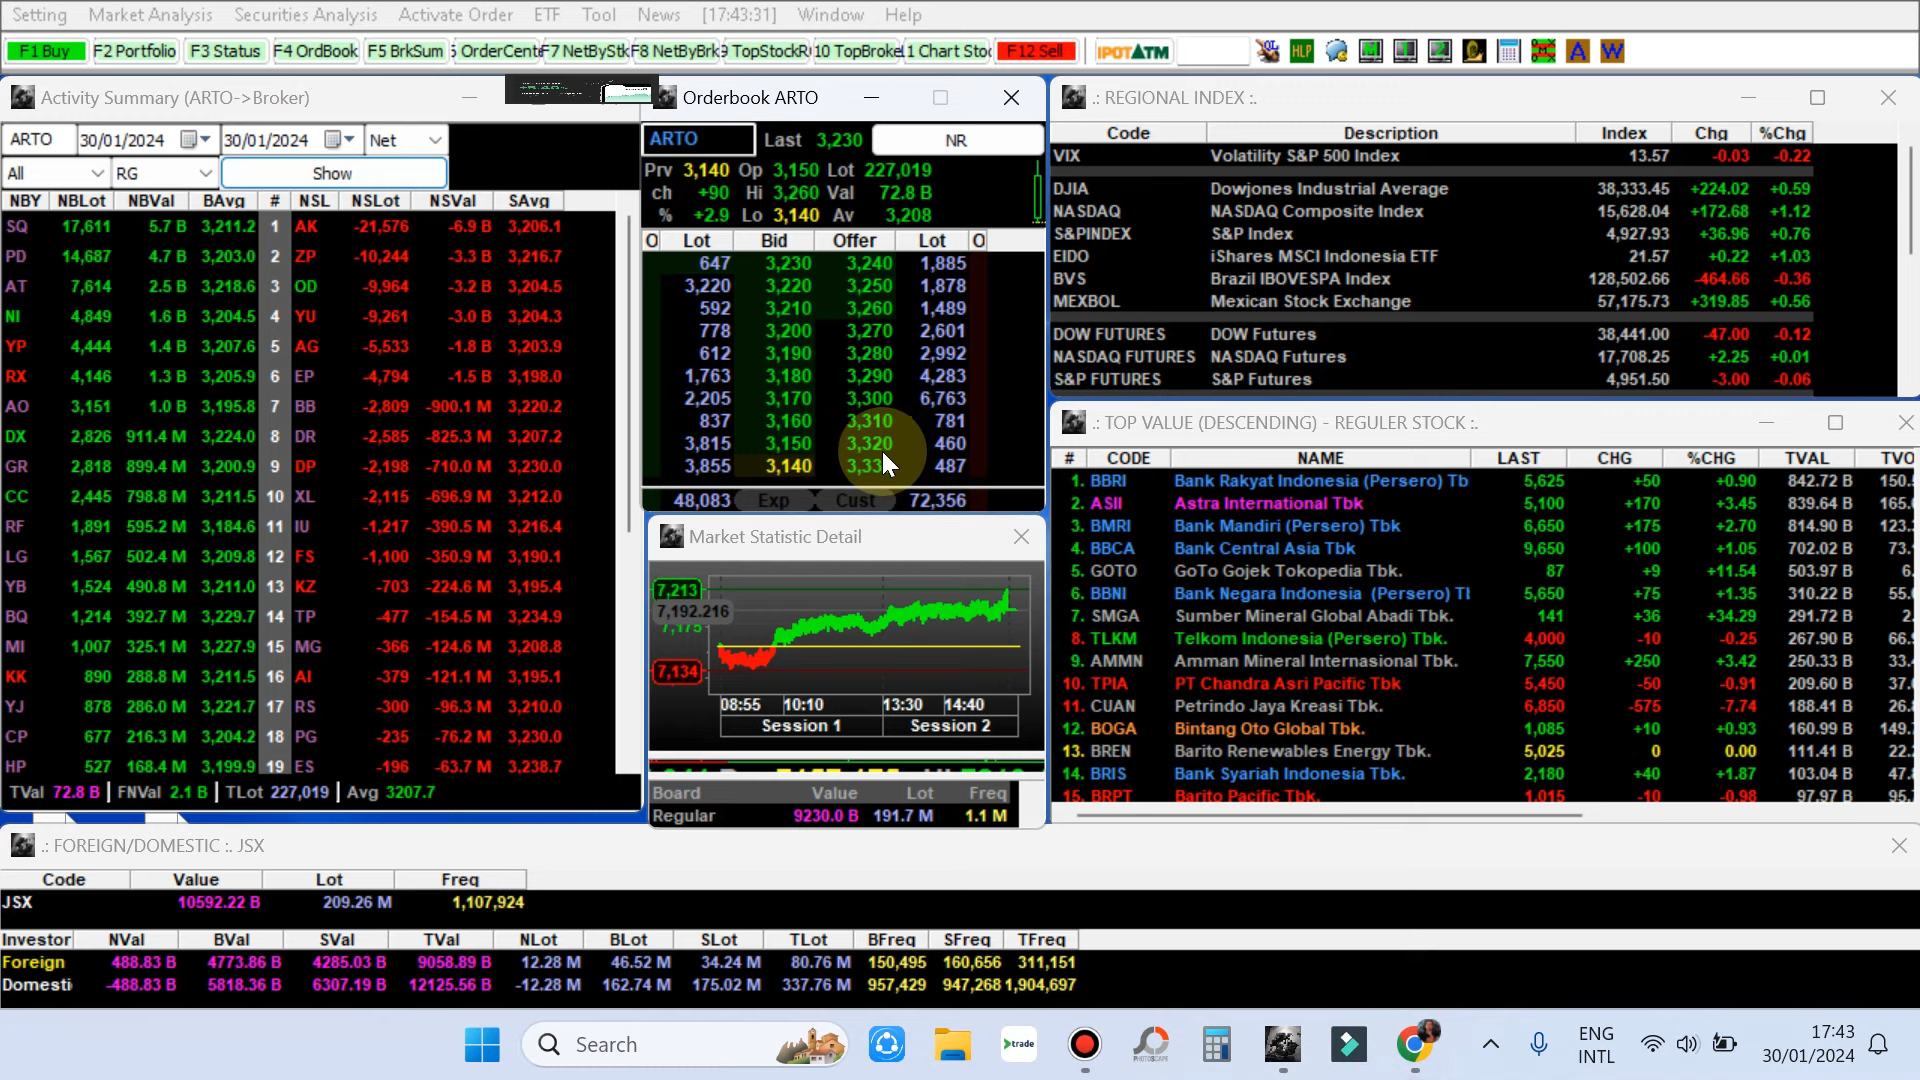 Setting Market Analysis Securities Analysis Activate Order ETF Tool News [17:43:31] Window Help
F1 Buy F2 Portfolio F3 Status F4 OrdBook F5 BrkSum OrderCent F7 NetByStk F8 NetByBrk 9 TopStockR 10 TopBroke 1 Chart Stoc F12 Sell IPOTATM QL HLP A W
Activity Summary (ARTO->Broker)
ARTO 30/01/2024 30/01/2024 Net
All RG Show
NBY NBLot NBVal BAvg # NSL NSLot NSVal SAvg
SQ 17,611 5.7 B 3,211.2 1 AK -21,576 -6.9 B 3,206.1
PD 14,687 4.7 B 3,203.0 2 ZP -10,244 -3.3 B 3,216.7
AT 7,614 2.5 B 3,218.6 3 OD -9,964 -3.2 B 3,204.5
NI 4,849 1.6 B 3,204.5 4 YU -9,261 -3.0 B 3,204.3
YP 4,444 1.4 B 3,207.6 5 AG -5,533 -1.8 B 3,203.9
RX 4,146 1.3 B 3,205.9 6 EP -4,794 -1.5 B 3,198.0
AO 3,151 1.0 B 3,195.8 7 BB -2,809 -900.1 M 3,220.2
DX 2,826 911.4 M 3,224.0 8 DR -2,585 -825.3 M 3,207.2
GR 2,818 899.4 M 3,200.9 9 DP -2,198 -710.0 M 3,230.0
CC 2,445 798.8 M 3,211.5 10 XL -2,115 -696.9 M 3,212.0
RF 1,891 595.2 M 3,184.6 11 IU -1,217 -390.5 M 3,216.4
LG 1,567 502.4 M 3,209.8 12 FS -1,100 -350.9 M 3,190.1
YB 1,524 490.8 M 3,211.0 13 KZ -703 -224.6 M 3,195.4
BQ 1,214 392.7 M 3,229.7 14 TP -477 -154.5 M 3,234.9
MI 1,007 325.1 M 3,227.9 15 MG -366 -124.6 M 3,208.8
KK 890 288.8 M 3,211.5 16 AI -379 -121.1 M 3,195.1
YJ 878 286.0 M 3,221.7 17 RS -300 -96.3 M 3,210.0
CP 677 216.3 M 3,204.2 18 PG -235 -76.2 M 3,230.0
HP 527 168.4 M 3,199.9 19 ES -196 -63.7 M 3,238.7
TVal 72.8 B FNVal 2.1 B TLot 227,019 Avg 3207.7
Orderbook ARTO
ARTO Last 3,230 NR
Prv 3,140 Op 3,150 Lot 227,019
ch +90 Hi 3,260 Val 72.8 B
% +2.9 Lo 3,140 Av 3,208
O Lot Bid Offer Lot O
647 3,230 3,240 1,885
3,220 3,220 3,250 1,878
592 3,210 3,260 1,489
778 3,200 3,270 2,601
612 3,190 3,280 2,992
1,763 3,180 3,290 4,283
2,205 3,170 3,300 6,763
837 3,160 3,310 781
3,815 3,150 3,320 460
3,855 3,140 3,33 487
48,083 Exp Cust 72,356
Market Statistic Detail
7,213
7,192.216
7,175
7,134
08:55 10:10 13:30 14:40
Session 1 Session 2
Board Value Lot Freq
Regular 9230.0 B 191.7 M 1.1 M
.: REGIONAL INDEX :.
Code Description Index Chg %Chg
VIX Volatility S&P 500 Index 13.57 -0.03 -0.22
DJIA Dowjones Industrial Average 38,333.45 +224.02 +0.59
NASDAQ NASDAQ Composite Index 15,628.04 +172.68 +1.12
S&PINDEX S&P Index 4,927.93 +36.96 +0.76
EIDO iShares MSCI Indonesia ETF 21.57 +0.22 +1.03
BVS Brazil IBOVESPA Index 128,502.66 -464.66 -0.36
MEXBOL Mexican Stock Exchange 57,175.73 +319.85 +0.56
DOW FUTURES DOW Futures 38,441.00 -47.00 -0.12
NASDAQ FUTURES NASDAQ Futures 17,708.25 +2.25 +0.01
S&P FUTURES S&P Futures 4,951.50 -3.00 -0.06
.: TOP VALUE (DESCENDING) - REGULER STOCK :.
# CODE NAME LAST CHG %CHG TVAL TVO
1. BBRI Bank Rakyat Indonesia (Persero) Tb 5,625 +50 +0.90 842.72 B 150.
2. ASII Astra International Tbk 5,100 +170 +3.45 839.64 B 165.
3. BMRI Bank Mandiri (Persero) Tbk 6,650 +175 +2.70 814.90 B 123.
4. BBCA Bank Central Asia Tbk 9,650 +100 +1.05 702.02 B 73.
5. GOTO GoTo Gojek Tokopedia Tbk. 87 +9 +11.54 503.97 B 6.
6. BBNI Bank Negara Indonesia (Persero) Tl 5,650 +75 +1.35 310.22 B 55.
7. SMGA Sumber Mineral Global Abadi Tbk. 141 +36 +34.29 291.72 B 2.
8. TLKM Telkom Indonesia (Persero) Tbk. 4,000 -10 -0.25 267.90 B 66.
9. AMMN Amman Mineral Internasional Tbk. 7,550 +250 +3.42 250.33 B 33.
10. TPIA PT Chandra Asri Pacific Tbk 5,450 -50 -0.91 209.60 B 37.
11. CUAN Petrindo Jaya Kreasi Tbk. 6,850 -575 -7.74 188.41 B 26.
12. BOGA Bintang Oto Global Tbk. 1,085 +10 +0.93 160.99 B 149.
13. BREN Barito Renewables Energy Tbk. 5,025 0 0.00 111.41 B 22.
14. BRIS Bank Syariah Indonesia Tbk. 2,180 +40 +1.87 103.04 B 47.
15. BRPT Barito Pacific Tbk. 1,015 -10 -0.98 97.97 B 95.
.: FOREIGN/DOMESTIC :. JSX
Code Value Lot Freq
JSX 10592.22 B 209.26 M 1,107,924
Investor NVal BVal SVal TVal NLot BLot SLot TLot BFreq SFreq TFreq
Foreign 488.83 B 4773.86 B 4285.03 B 9058.89 B 12.28 M 46.52 M 34.24 M 80.76 M 150,495 160,656 311,151
Domesti -488.83 B 5818.36 B 6307.19 B 12125.56 B -12.28 M 162.74 M 175.02 M 337.76 M 957,429 947,268 1,904,697
Search trade PHOTOSCAPE ENG INTL 17:43 30/01/2024